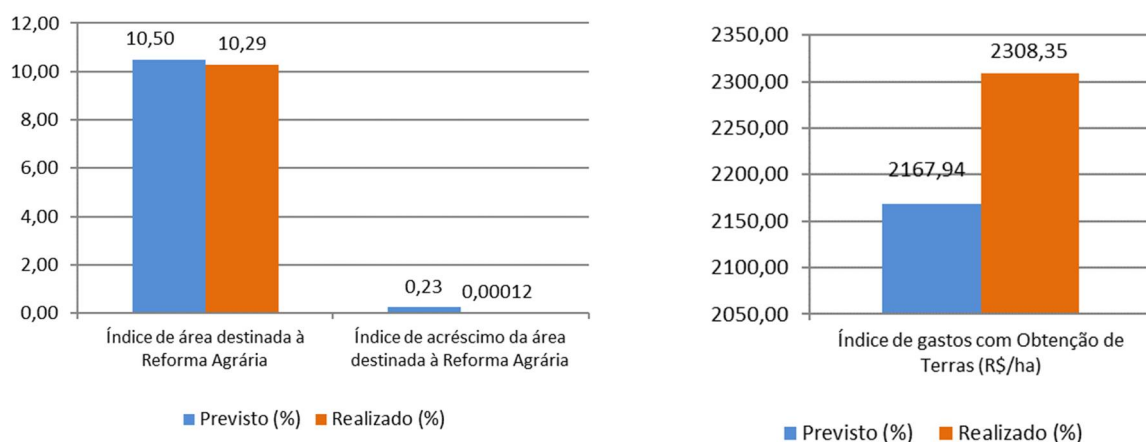 12,00
10,00
8,00
6,00
4,00
2,00
0,00
10,50
10,29
0,23
0,00012
Índice de área destinada à
Reforma Agrária
Índice de acréscimo da área
destinada à Reforma Agrária
Previsto (%)
Realizado (%)
2350,00
2300,00
2250,00
2200,00
2150,00
2100,00
2050,00
2167,94
2308,35
Índice de gastos com Obtenção de
Terras (R$/ha)
Previsto (%)
Realizado (%)